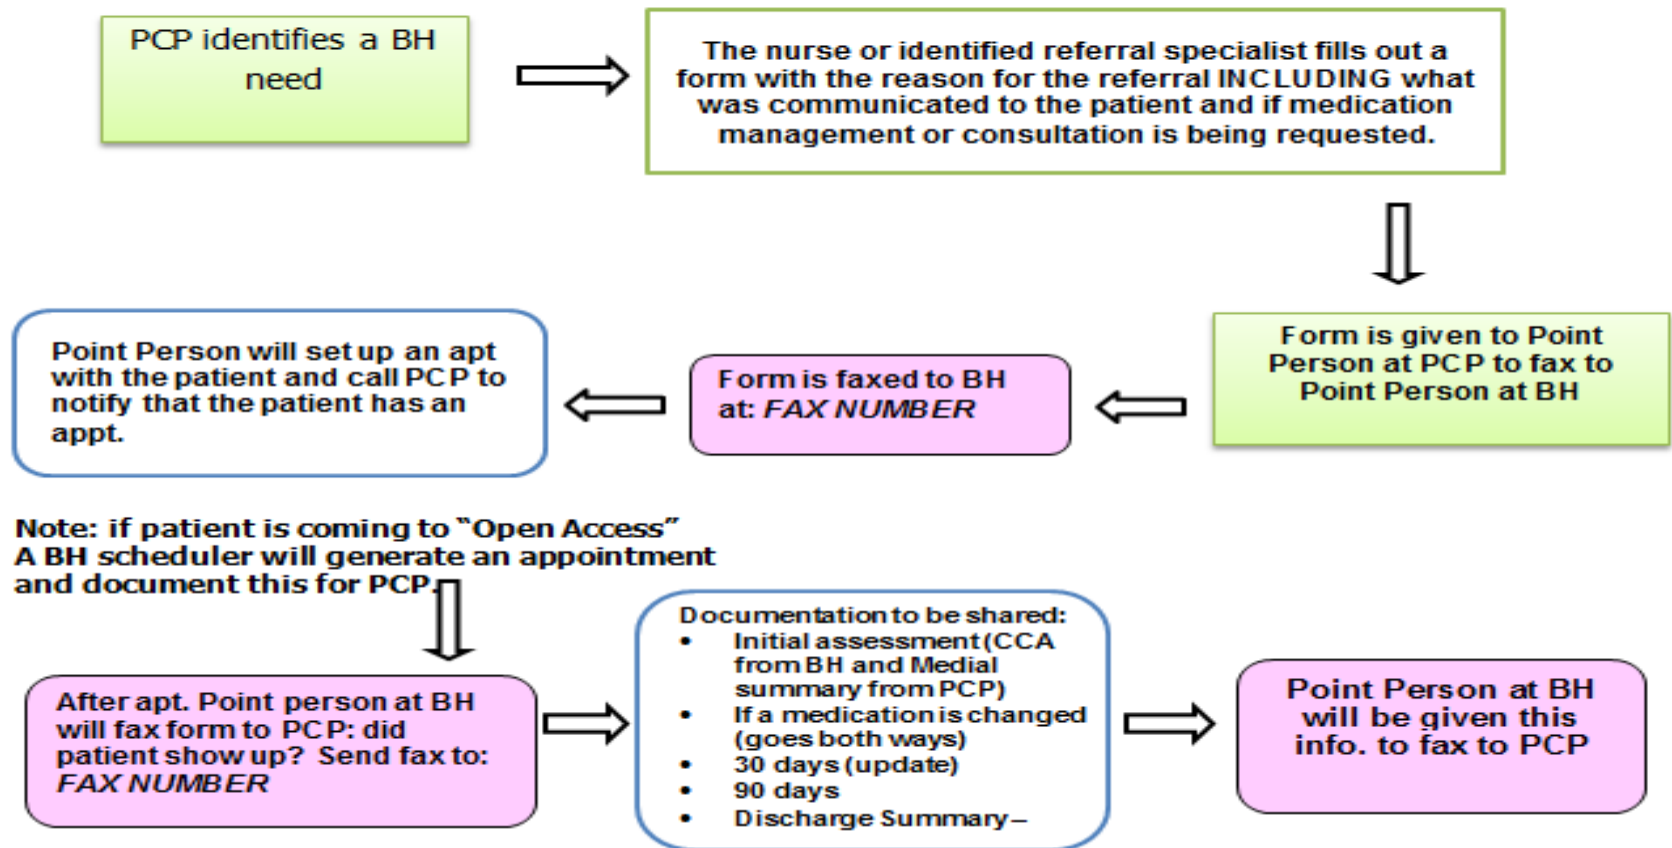 PCP identifies a BH
need
The nurse or identified referral specialist fills out a
form with the reason for the referral INCLUDING what
was communicated to the patient and if medication
management or consultation is being requested.
Form is given to Point
Person at PCP to fax to
Point Person at BH
Form is faxed to BH
at: FAX NUMBER
Point Person will set up an apt
with the patient and call PCP to
notify that the patient has an
appt.
Note: if patient is coming to “Open Access”
A BH scheduler will generate an appointment
and document this for PCP.
After apt. Point person at BH
will fax form to PCP: did
patient show up? Send fax to:
FAX NUMBER
Documentation to be shared:
• Initial assessment (CCA
from BH and Medial
summary from PCP)
• If a medication is changed
(goes both ways)
• 30 days (update)
• 90 days
• Discharge Summary–
Point Person at BH
will be given this
info. to fax to PCP